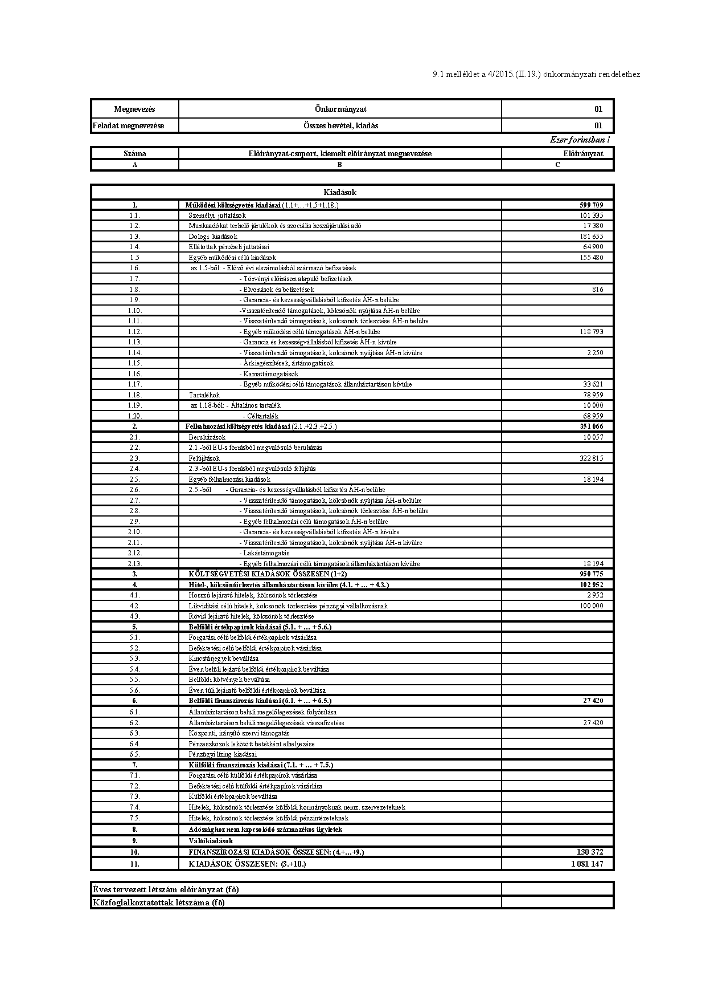 9.1 melléklet a 4/2015.(II.19.) önkormányzati rendelethez
Megnevezés Önkormányzat 01
Feladat megnevezése Összes bevétel, kiadás 01
Ezer forintban !
Száma Előirányzat-csoport, kiemelt előirányzat megnevezése Előirányzat
A B C
Kiadások
1. Működési költségvetés kiadásai (1.1+…+1.5+1.18.) 599 709
1.1. Személyi juttatások 101 335
1.2. Munkaadókat terhelő járulékok és szociális hozzájárulási adó 17 380
1.3. Dologi kiadások 181 655
1.4. Ellátottak pénzbeli juttatásai 64 900
1.5 Egyéb működési célú kiadások 155 480
1.6. az 1.5-ből: - Előző évi elszámolásból származó befizetések
1.7. - Törvényi előíráson alapuló befizetések
1.8. - Elvonások és befizetések 816
1.9. - Garancia- és kezességvállalásból kifizetés ÁH-n belülre
1.10. -Visszatérítendő támogatások, kölcsönök nyújtása ÁH-n belülre
1.11. - Visszatérítendő támogatások, kölcsönök törlesztése ÁH-n belülre
1.12. - Egyéb működési célú támogatások ÁH-n belülre 118 793
1.13. - Garancia és kezességvállalásból kifizetés ÁH-n kívülre
1.14. - Visszatérítendő támogatások, kölcsönök nyújtása ÁH-n kívülre 2 250
1.15. - Árkiegészítések, ártámogatások
1.16. - Kamattámogatások
1.17. - Egyéb működési célú támogatások államháztartáson kívülre 33 621
1.18. Tartalékok 78 959
1.19. az 1.18-ból: - Általános tartalék 10 000
1.20. - Céltartalék 68 959
2. Felhalmozási költségvetés kiadásai (2.1.+2.3.+2.5.) 351 066
2.1. Beruházások 10 057
2.2. 2.1.-ből EU-s forrásból megvalósuló beruházás
2.3. Felújítások 322 815
2.4. 2.3.-ból EU-s forrásból megvalósuló felújítás
2.5. Egyéb felhalmozási kiadások 18 194
2.6. 2.5.-ből - Garancia- és kezességvállalásból kifizetés ÁH-n belülre
2.7. - Visszatérítendő támogatások, kölcsönök nyújtása ÁH-n belülre
2.8. - Visszatérítendő támogatások, kölcsönök törlesztése ÁH-n belülre
2.9. - Egyéb felhalmozási célú támogatások ÁH-n belülre
2.10. - Garancia- és kezességvállalásból kifizetés ÁH-n kívülre
2.11. - Visszatérítendő támogatások, kölcsönök nyújtása ÁH-n kívülre
2.12. - Lakástámogatás
2.13. - Egyéb felhalmozási célú támogatások államháztartáson kívülre 18 194
3. KÖLTSÉGVETÉSI KIADÁSOK ÖSSZESEN (1+2) 950 775
4. Hitel-, kölcsöntörlesztés államháztartáson kívülre (4.1. + … + 4.3.) 102 952
4.1. Hosszú lejáratú hitelek, kölcsönök törlesztése 2 952
4.2. Likviditási célú hitelek, kölcsönök törlesztése pénzügyi vállalkozásnak 100 000
4.3. Rövid lejáratú hitelek, kölcsönök törlesztése
5. Belföldi értékpapírok kiadásai (5.1. + … + 5.6.)
5.1. Forgatási célú belföldi értékpapírok vásárlása
5.2. Befektetési célú belföldi értékpapírok vásárlása
5.3. Kincstárjegyek beváltása
5.4. Éven belüli lejáatú belföldi értékpapírok beváltása
5.5. Belföldi kötvények beváltása
5.6. Éven túli lejáratú belföldi értékpapírok beváltása
6. Belföldi finanszírozás kiadásai (6.1. + … + 6.5.) 27 420
6.1. Államháztartáson belüli megelőlegezések folyósítása
6.2. Államháztartáson belüli megelőlegezések visszafizetése 27 420
6.3. Központi, irányító szervi támogatás
6.4. Pénzeszközök lekötött betétként elhelyezése
6.5. Pénzügyi lízing kiadásai
7. Külföldi finanszírozás kiadásai (7.1. + … + 7.5.)
7.1. Forgatási célú külföldi értékpapírok vásárlása
7.2. Befektetési célú külföldi értékpapírok vásárlása
7.3. Külföldi értékpapírok beváltása
7.4. Hitelek, kölcsönök törlesztése külföldi kormányoknak nemz. szervezeteknek
7.5. Hitelek, kölcsönök törlesztése külföldi pénzintézeteknek
8. Adóssághoz nem kapcsolódó származékos ügyletek
9. Váltókiadások
10. FINANSZÍROZÁSI KIADÁSOK ÖSSZESEN: (4.+…+9.) 130 372
11. KIADÁSOK ÖSSZESEN: (3.+10.) 1 081 147
Éves tervezett létszám előirányzat (fő)
Közfoglalkoztatottak létszáma (fő)